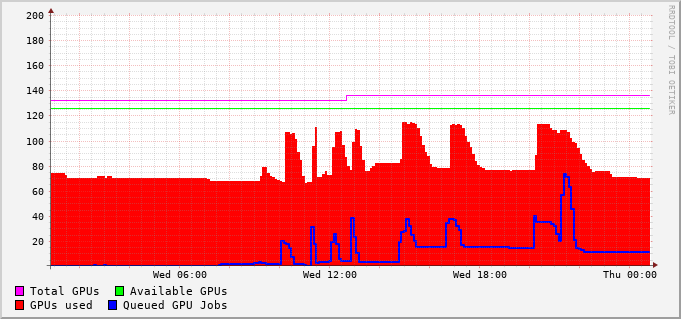 200
180
160
140
120
100
80
60
40
20
Wed 06:00 Wed 12:00 Wed 18:00 Thu 00:00
Total GPUs Available GPUs
GPUs used Queued GPU Jobs
RRDTOOL / TOBI OETIKER